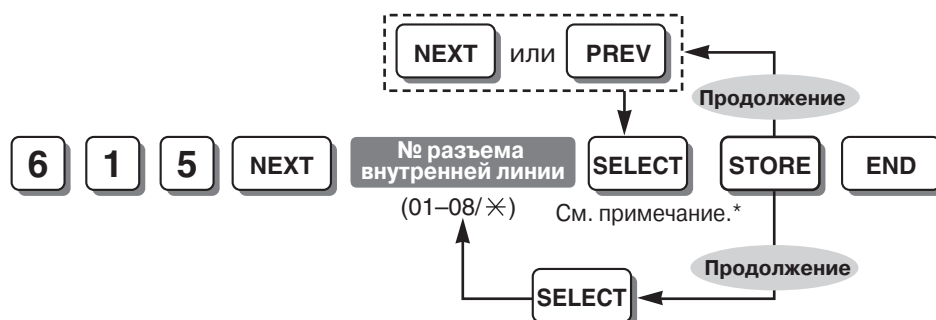 NEXT или PREV
Продолжение
6 1 5 NEXT № разъема внутренней линии SELECT STORE END
(01–08/✳) См. примечание.*
Продолжение
SELECT